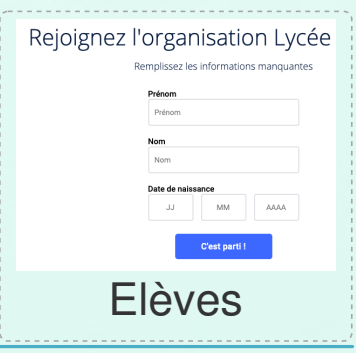 Rejoignez l'organisation Lycée
Remplissez les informations manquantes
Prénom
Prénom
Nom
Nom
Date de naissance
JJ MM AAAA
C'est parti !
Elèves